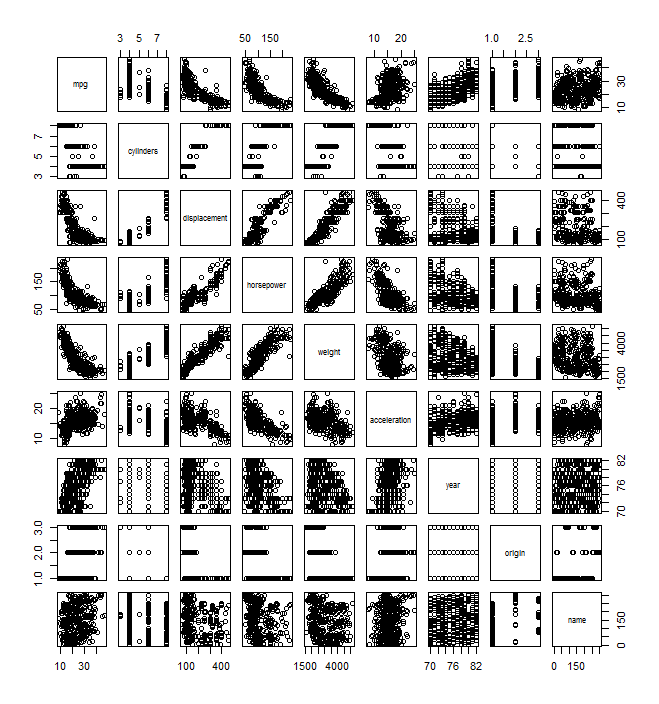 3 5 7
50 150
10 20
1.0 2.5
mpg
10 30
3 5 7
cylinders
displacement
100 400
50 150
horsepower
weight
1500 4000
10 20
acceleration
year
70 76 82
1.0 2.0 3.0
origin
name
0 150
10 30
100 400
1500 4000
70 76 82
0 150